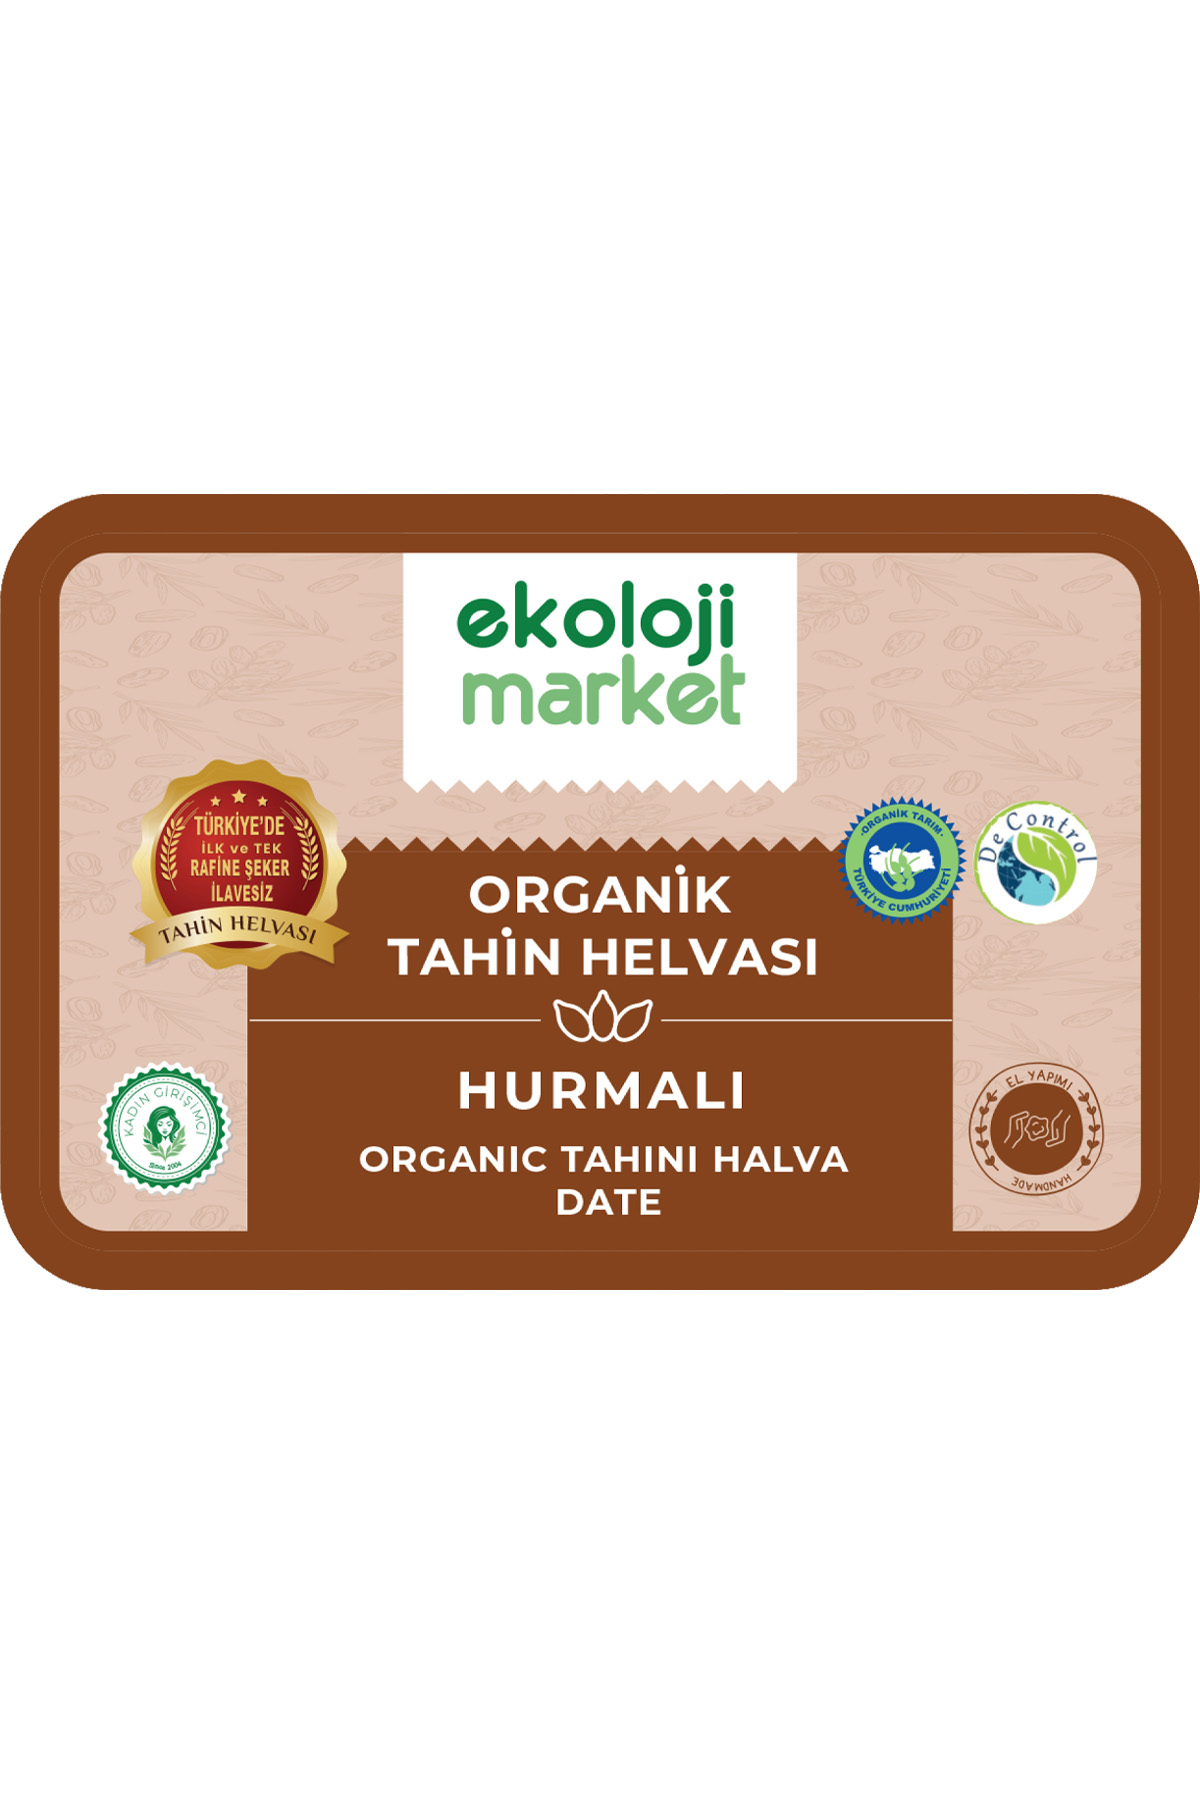 ekoloji
market
TÜRKİYE'DE
İLK ve TEK
RAFİNE ŞEKER
İLAVESİZ
TAHİN HELVASI
·ORGANİK TARIM·
TÜRKİYE CUMHURİYETİ
De Control
ORGANİK
TAHİN HELVASI
HURMALI
ORGANIC TAHINI HALVA
DATE
KADIN GİRİŞİMCİ
Since 2004
EL YAPIMI
HANDMADE